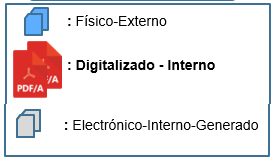 : Físico-Externo
: Digitalizado - Interno
PDF/A
PDF/A
: Electrónico-Interno-Generado